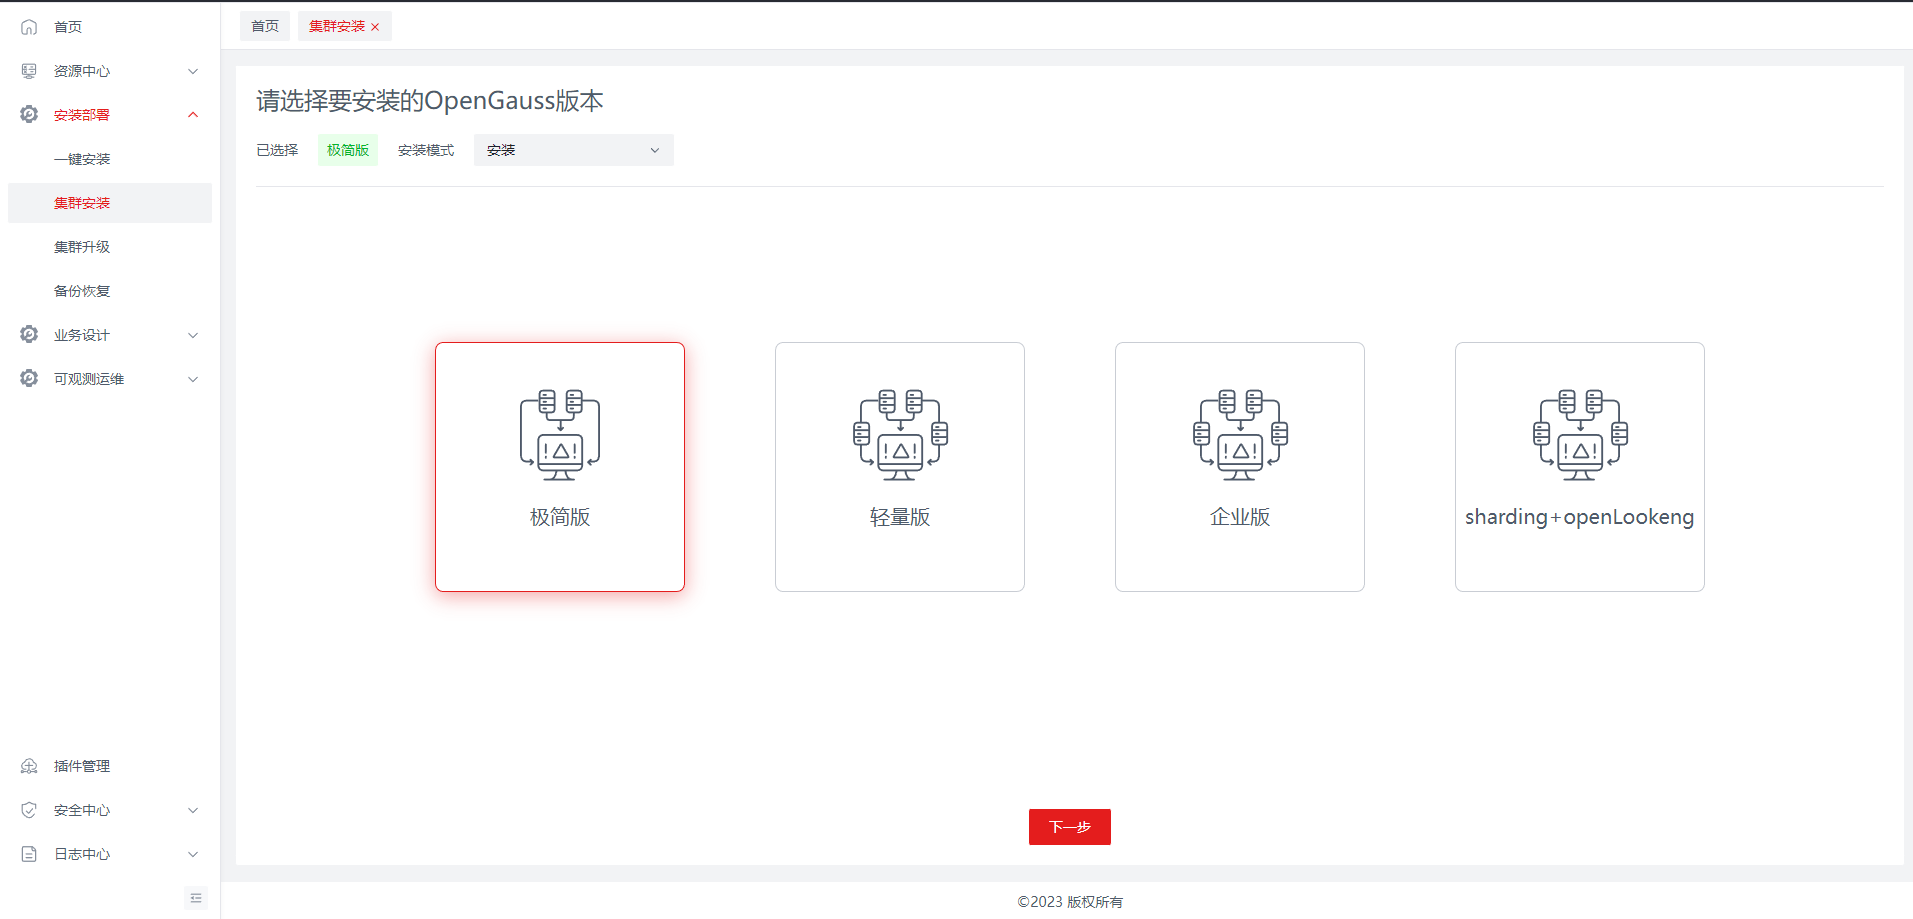 首页
资源中心
安装部署
一键安装
集群安装
集群升级
备份恢复
业务设计
可观测运维
插件管理
安全中心
日志中心
首页 集群安装 ×
请选择要安装的OpenGauss版本
已选择 极简版 安装模式 安装
极简版
轻量版
企业版
sharding+openLookeng
下一步
©2023 版权所有